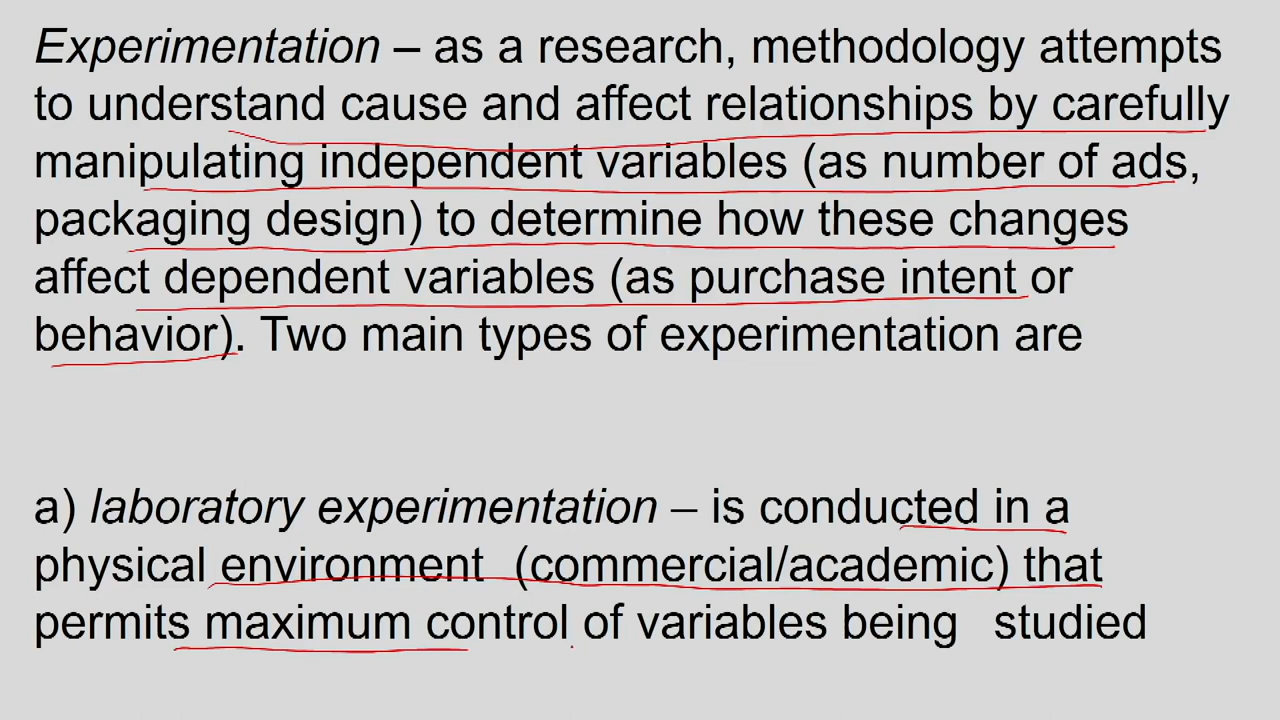 Experimentation – as a research, methodology attempts
to understand cause and affect relationships by carefully
manipulating independent variables (as number of ads,
packaging design) to determine how these changes
affect dependent variables (as purchase intent or
behavior). Two main types of experimentation are
a) laboratory experimentation – is conducted in a
physical environment (commercial/academic) that
permits maximum control of variables being studied